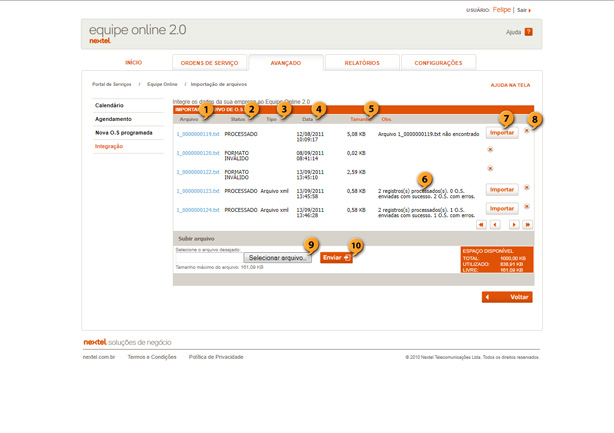 USUÁRIO: Felipe | Sair
equipe online 2.0
nextel.
Ajuda ?
INÍCIO ORDENS DE SERVIÇO AVANÇADO RELATÓRIOS CONFIGURAÇÕES
Portal de Serviços / Equipe Online / Importação de arquivos AJUDA NA TELA
Calendário
Agendamento
Nova O.S programada
Integração
Integre os dados da sua empresa ao Equipe Online 2.0
IMPORTAR ARQUIVO DE O.S.
1 2 3 4 5 7 8
Arquivo Status Tipo Data Tamanho Obs.
1_0000000119.txt PROCESSADO 12/08/2011 10:09:17 5,08 KB Arquivo 1_0000000119.txt não encontrado Importar
1_0000000120.txt FORMATO INVÁLIDO 08/09/2011 08:41:14 0,02 KB
1_0000000122.txt FORMATO INVÁLIDO 13/09/2011 13:45:10 2,59 KB
6
1_0000000123.txt PROCESSADO Arquivo xml 13/09/2011 13:45:58 0,58 KB 2 registros(s) processados(s). 0 O.S. enviadas com sucesso. 2 O.S. com erros. Importar
1_0000000124.txt PROCESSADO Arquivo xml 13/09/2011 13:46:28 0,58 KB 2 registros(s) processados(s). 1 O.S. enviadas com sucesso. 1 O.S. com erros. Importar
Subir arquivo
9 10
Selecione o arquivo desejado:
Selecionar arquivo... Enviar
Tamanho máximo do arquivo: 161,09 KB
ESPAÇO DISPONÍVEL
TOTAL: 1000,00 KB
UTILIZADO: 838,91 KB
LIVRE: 161,09 KB
Voltar
nextel. soluções de negócio
nextel.com.br Termos e Condições Política de Privacidade © 2010 Nextel Telecomunicações Ltda. Todos os direitos reservados.